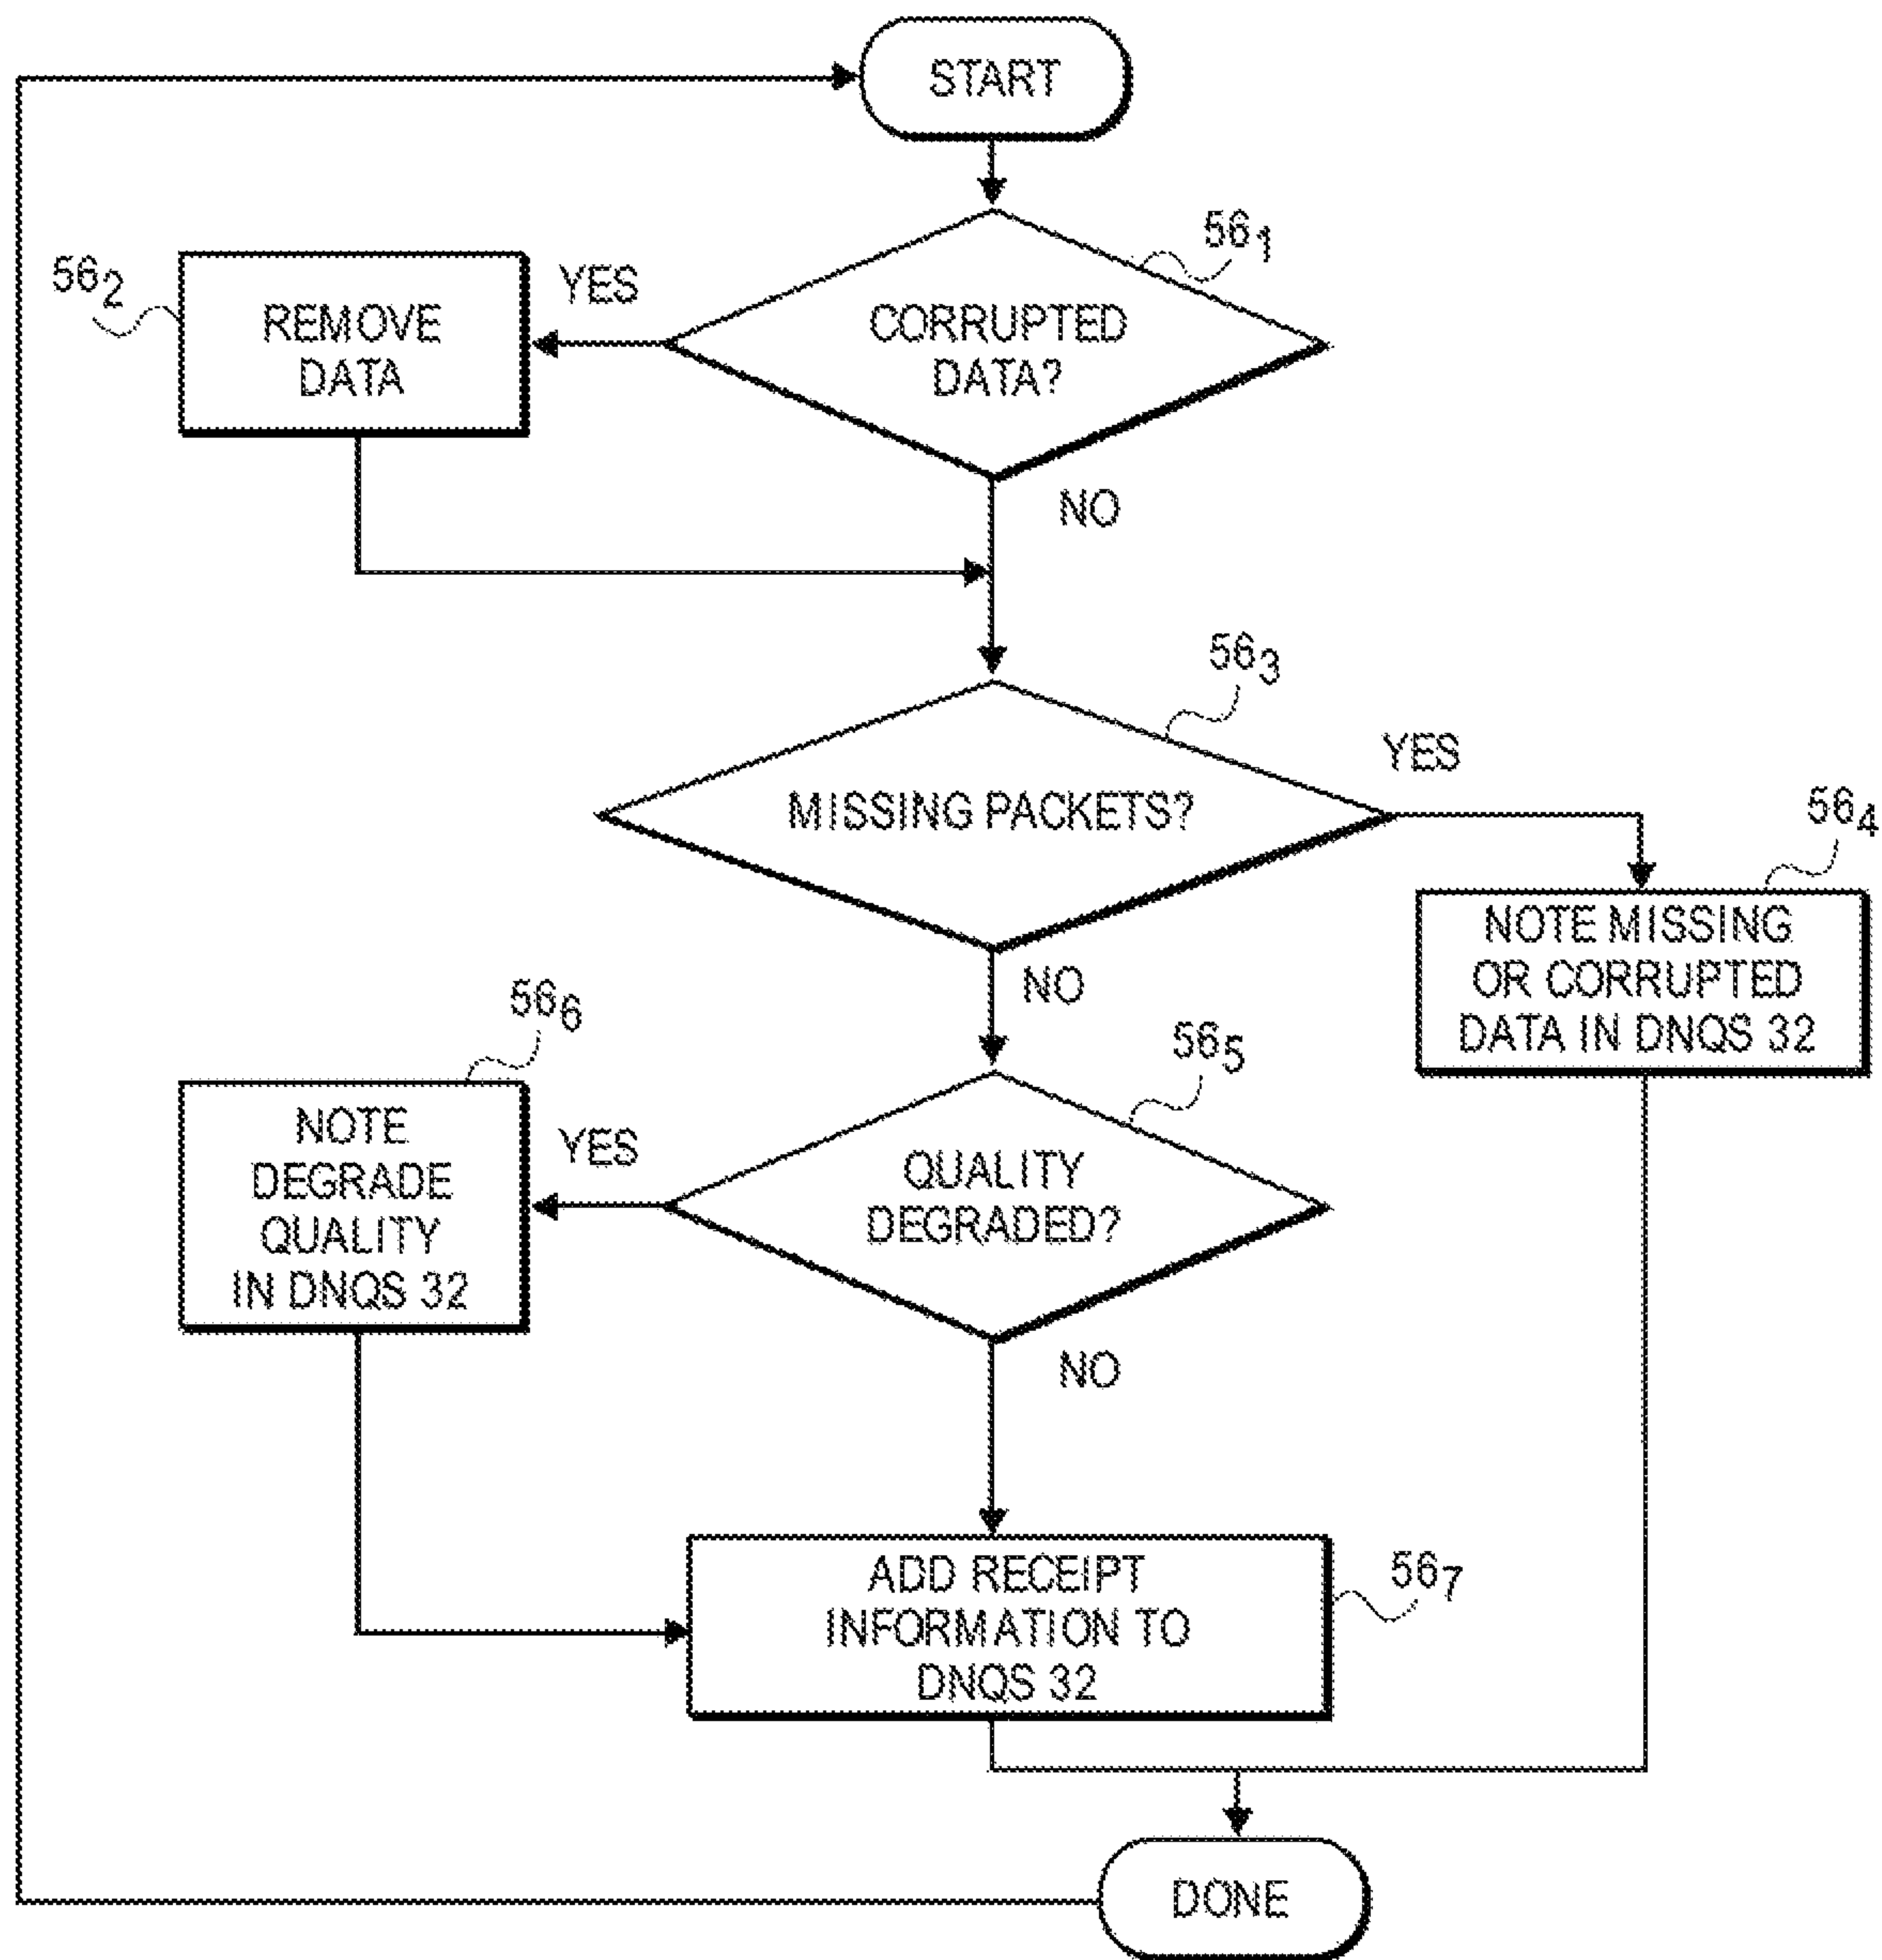 START
56₁
CORRUPTED
DATA?
YES
56₂
REMOVE
DATA
NO
56₃
MISSING PACKETS?
YES
56₄
NOTE MISSING
OR CORRUPTED
DATA IN DNQS 32
NO
56₅
QUALITY
DEGRADED?
YES
56₆
NOTE
DEGRADE
QUALITY
IN DNQS 32
NO
56₇
ADD RECEIPT
INFORMATION TO
DNQS 32
DONE